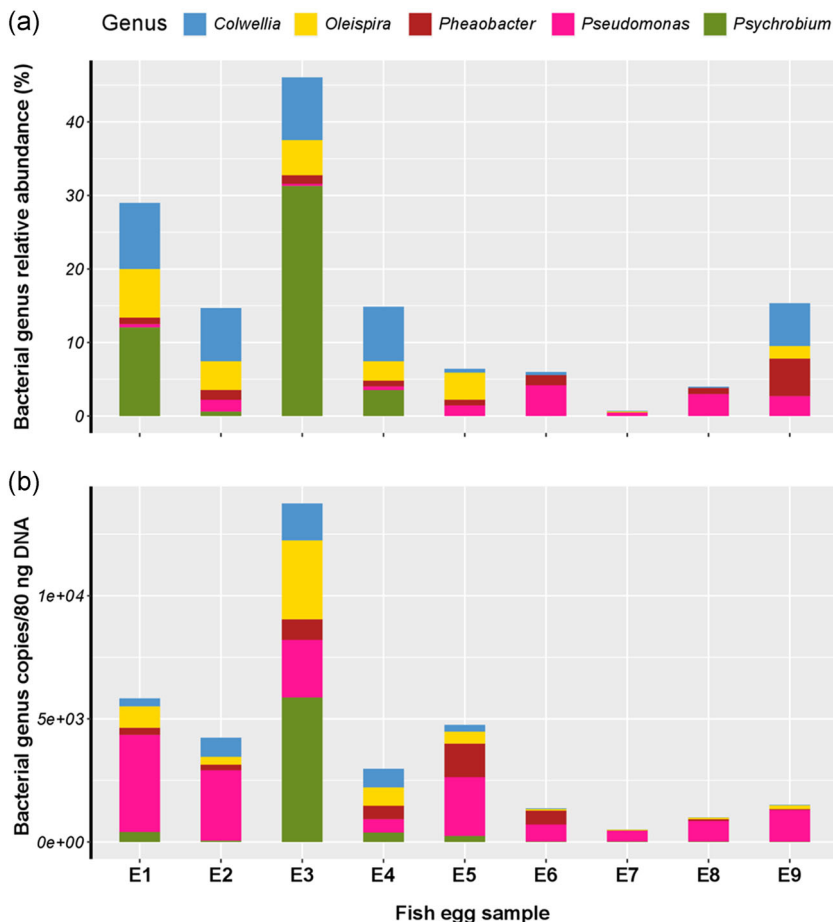 (a) Genus Colwellia Oleispira Pheaobacter Pseudomonas Psychrobium
Bacterial genus relative abundance (%)
40
30
20
10
0
(b)
Bacterial genus copies/80 ng DNA
1e+04
5e+03
0e+00
E1 E2 E3 E4 E5 E6 E7 E8 E9
Fish egg sample